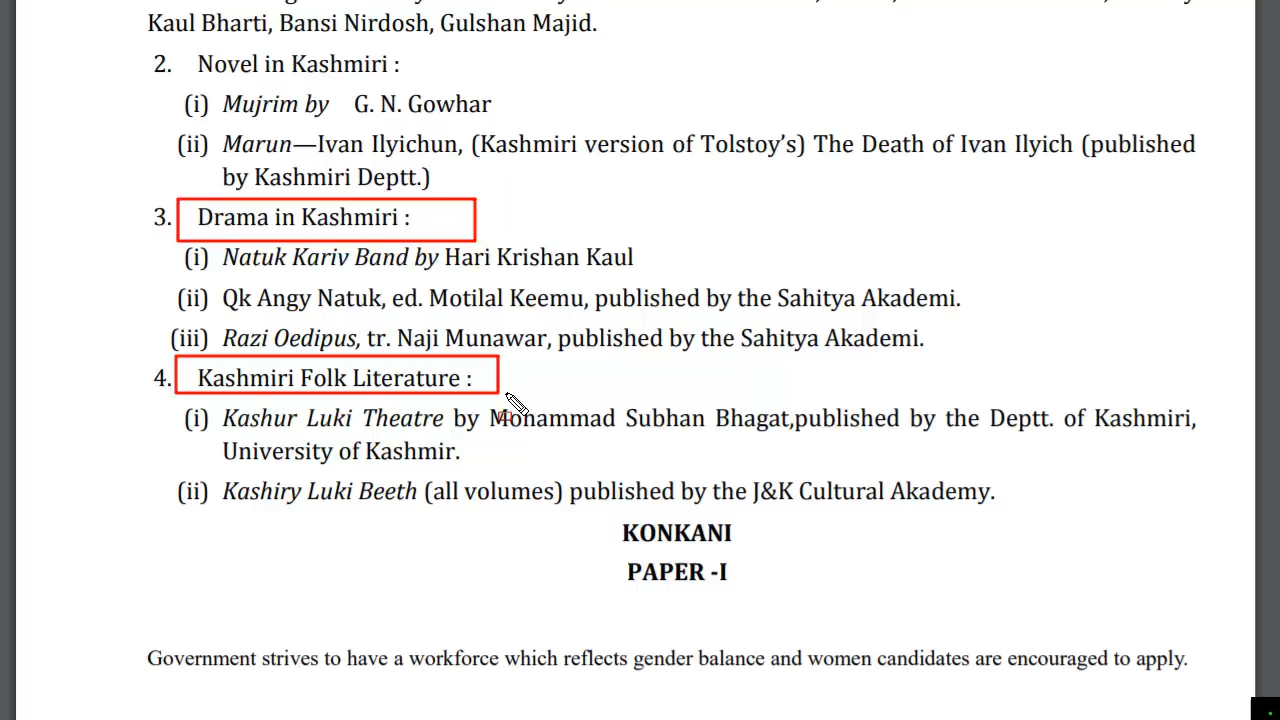 Kaul Bharti, Bansi Nirdosh, Gulshan Majid.
2. Novel in Kashmiri :
(i) Mujrim by G. N. Gowhar
(ii) Marun—Ivan Ilyichun, (Kashmiri version of Tolstoy’s) The Death of Ivan Ilyich (published
by Kashmiri Deptt.)
3. Drama in Kashmiri :
(i) Natuk Kariv Band by Hari Krishan Kaul
(ii) Qk Angy Natuk, ed. Motilal Keemu, published by the Sahitya Akademi.
(iii) Razi Oedipus, tr. Naji Munawar, published by the Sahitya Akademi.
4. Kashmiri Folk Literature :
(i) Kashur Luki Theatre by Mohammad Subhan Bhagat,published by the Deptt. of Kashmiri,
University of Kashmir.
(ii) Kashiry Luki Beeth (all volumes) published by the J&K Cultural Akademy.
KONKANI
PAPER -I
Government strives to have a workforce which reflects gender balance and women candidates are encouraged to apply.